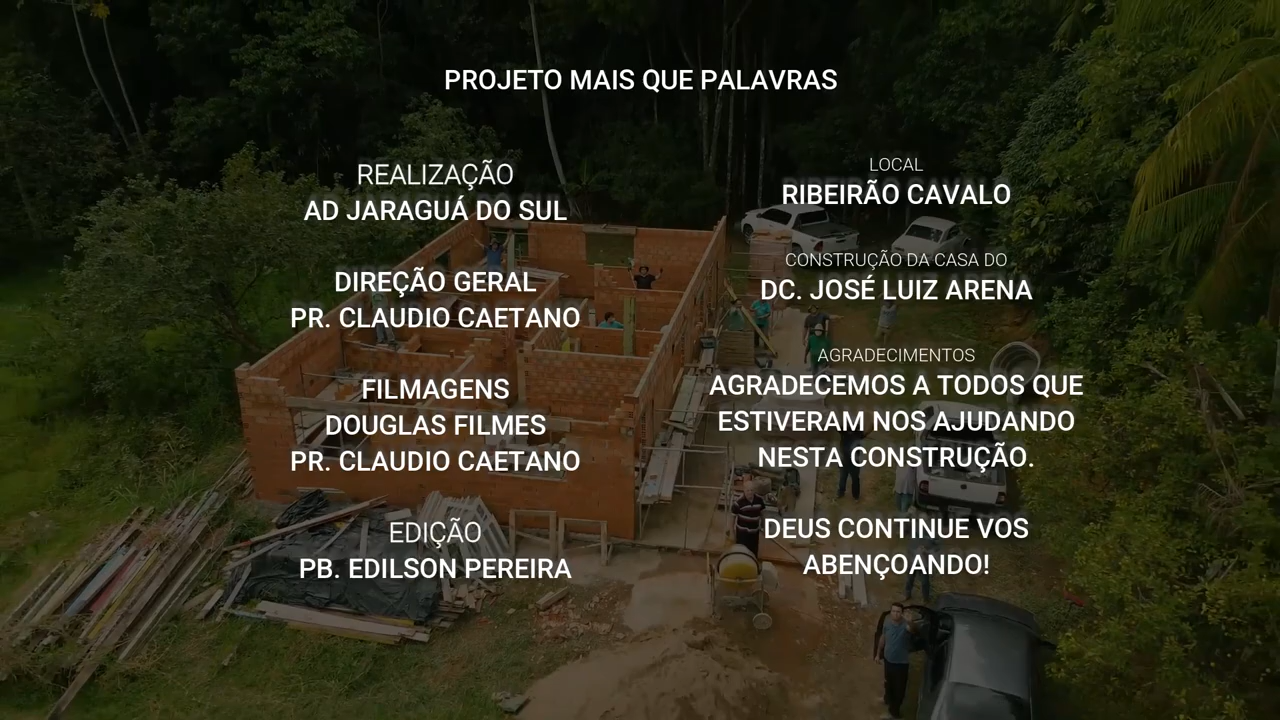 PROJETO MAIS QUE PALAVRAS
REALIZAÇÃO
AD JARAGUÁ DO SUL
DIREÇÃO GERAL
PR. CLAUDIO CAETANO
FILMAGENS
DOUGLAS FILMES
PR. CLAUDIO CAETANO
EDIÇÃO
PB. EDILSON PEREIRA
LOCAL
RIBEIRÃO CAVALO
CONSTRUÇÃO DA CASA DO
DC. JOSÉ LUIZ ARENA
AGRADECIMENTOS
AGRADECEMOS A TODOS QUE
ESTIVERAM NOS AJUDANDO
NESTA CONSTRUÇÃO.
DEUS CONTINUE VOS
ABENÇOANDO!